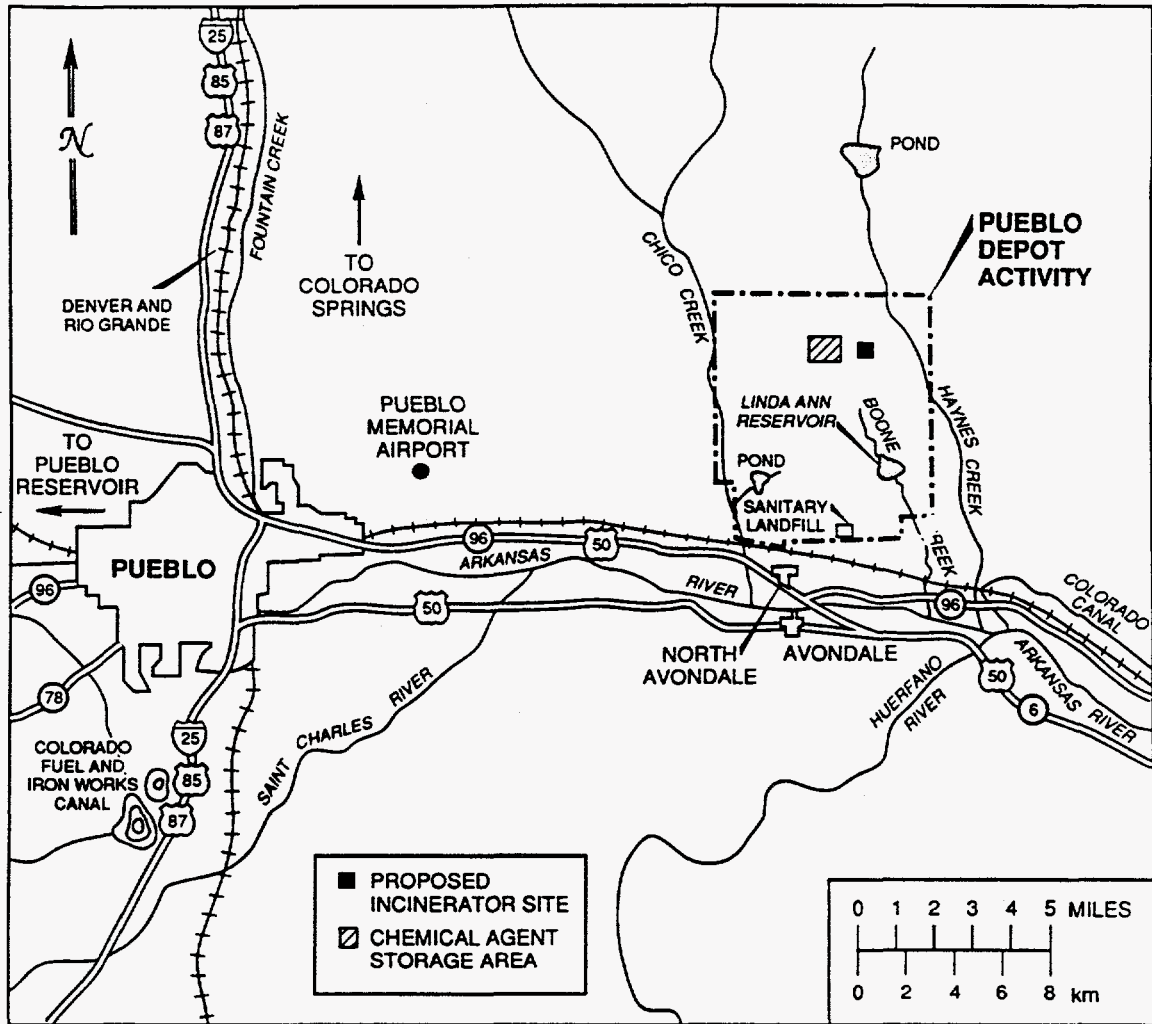 25
85
87
N
FOUNTAIN CREEK
TO
COLORADO
SPRINGS
DENVER AND
RIO GRANDE
CHICO CREEK
POND
PUEBLO
DEPOT
ACTIVITY
PUEBLO
MEMORIAL
AIRPORT
LINDA ANN
RESERVOIR
BOONE
HAYNES CREEK
TO
PUEBLO
RESERVOIR
POND
SANITARY
LANDFILL
REEK
PUEBLO
96
96
50
ARKANSAS
RIVER
50
96
COLORADO
CANAL
NORTH
AVONDALE
AVONDALE
78
HUERFANO
RIVER
50
6
ARKANSAS RIVER
SAINT CHARLES RIVER
COLORADO
FUEL AND
IRON WORKS
CANAL
25
85
87
PROPOSED
INCINERATOR SITE
CHEMICAL AGENT
STORAGE AREA
0 1 2 3 4 5 MILES
0 2 4 6 8 km